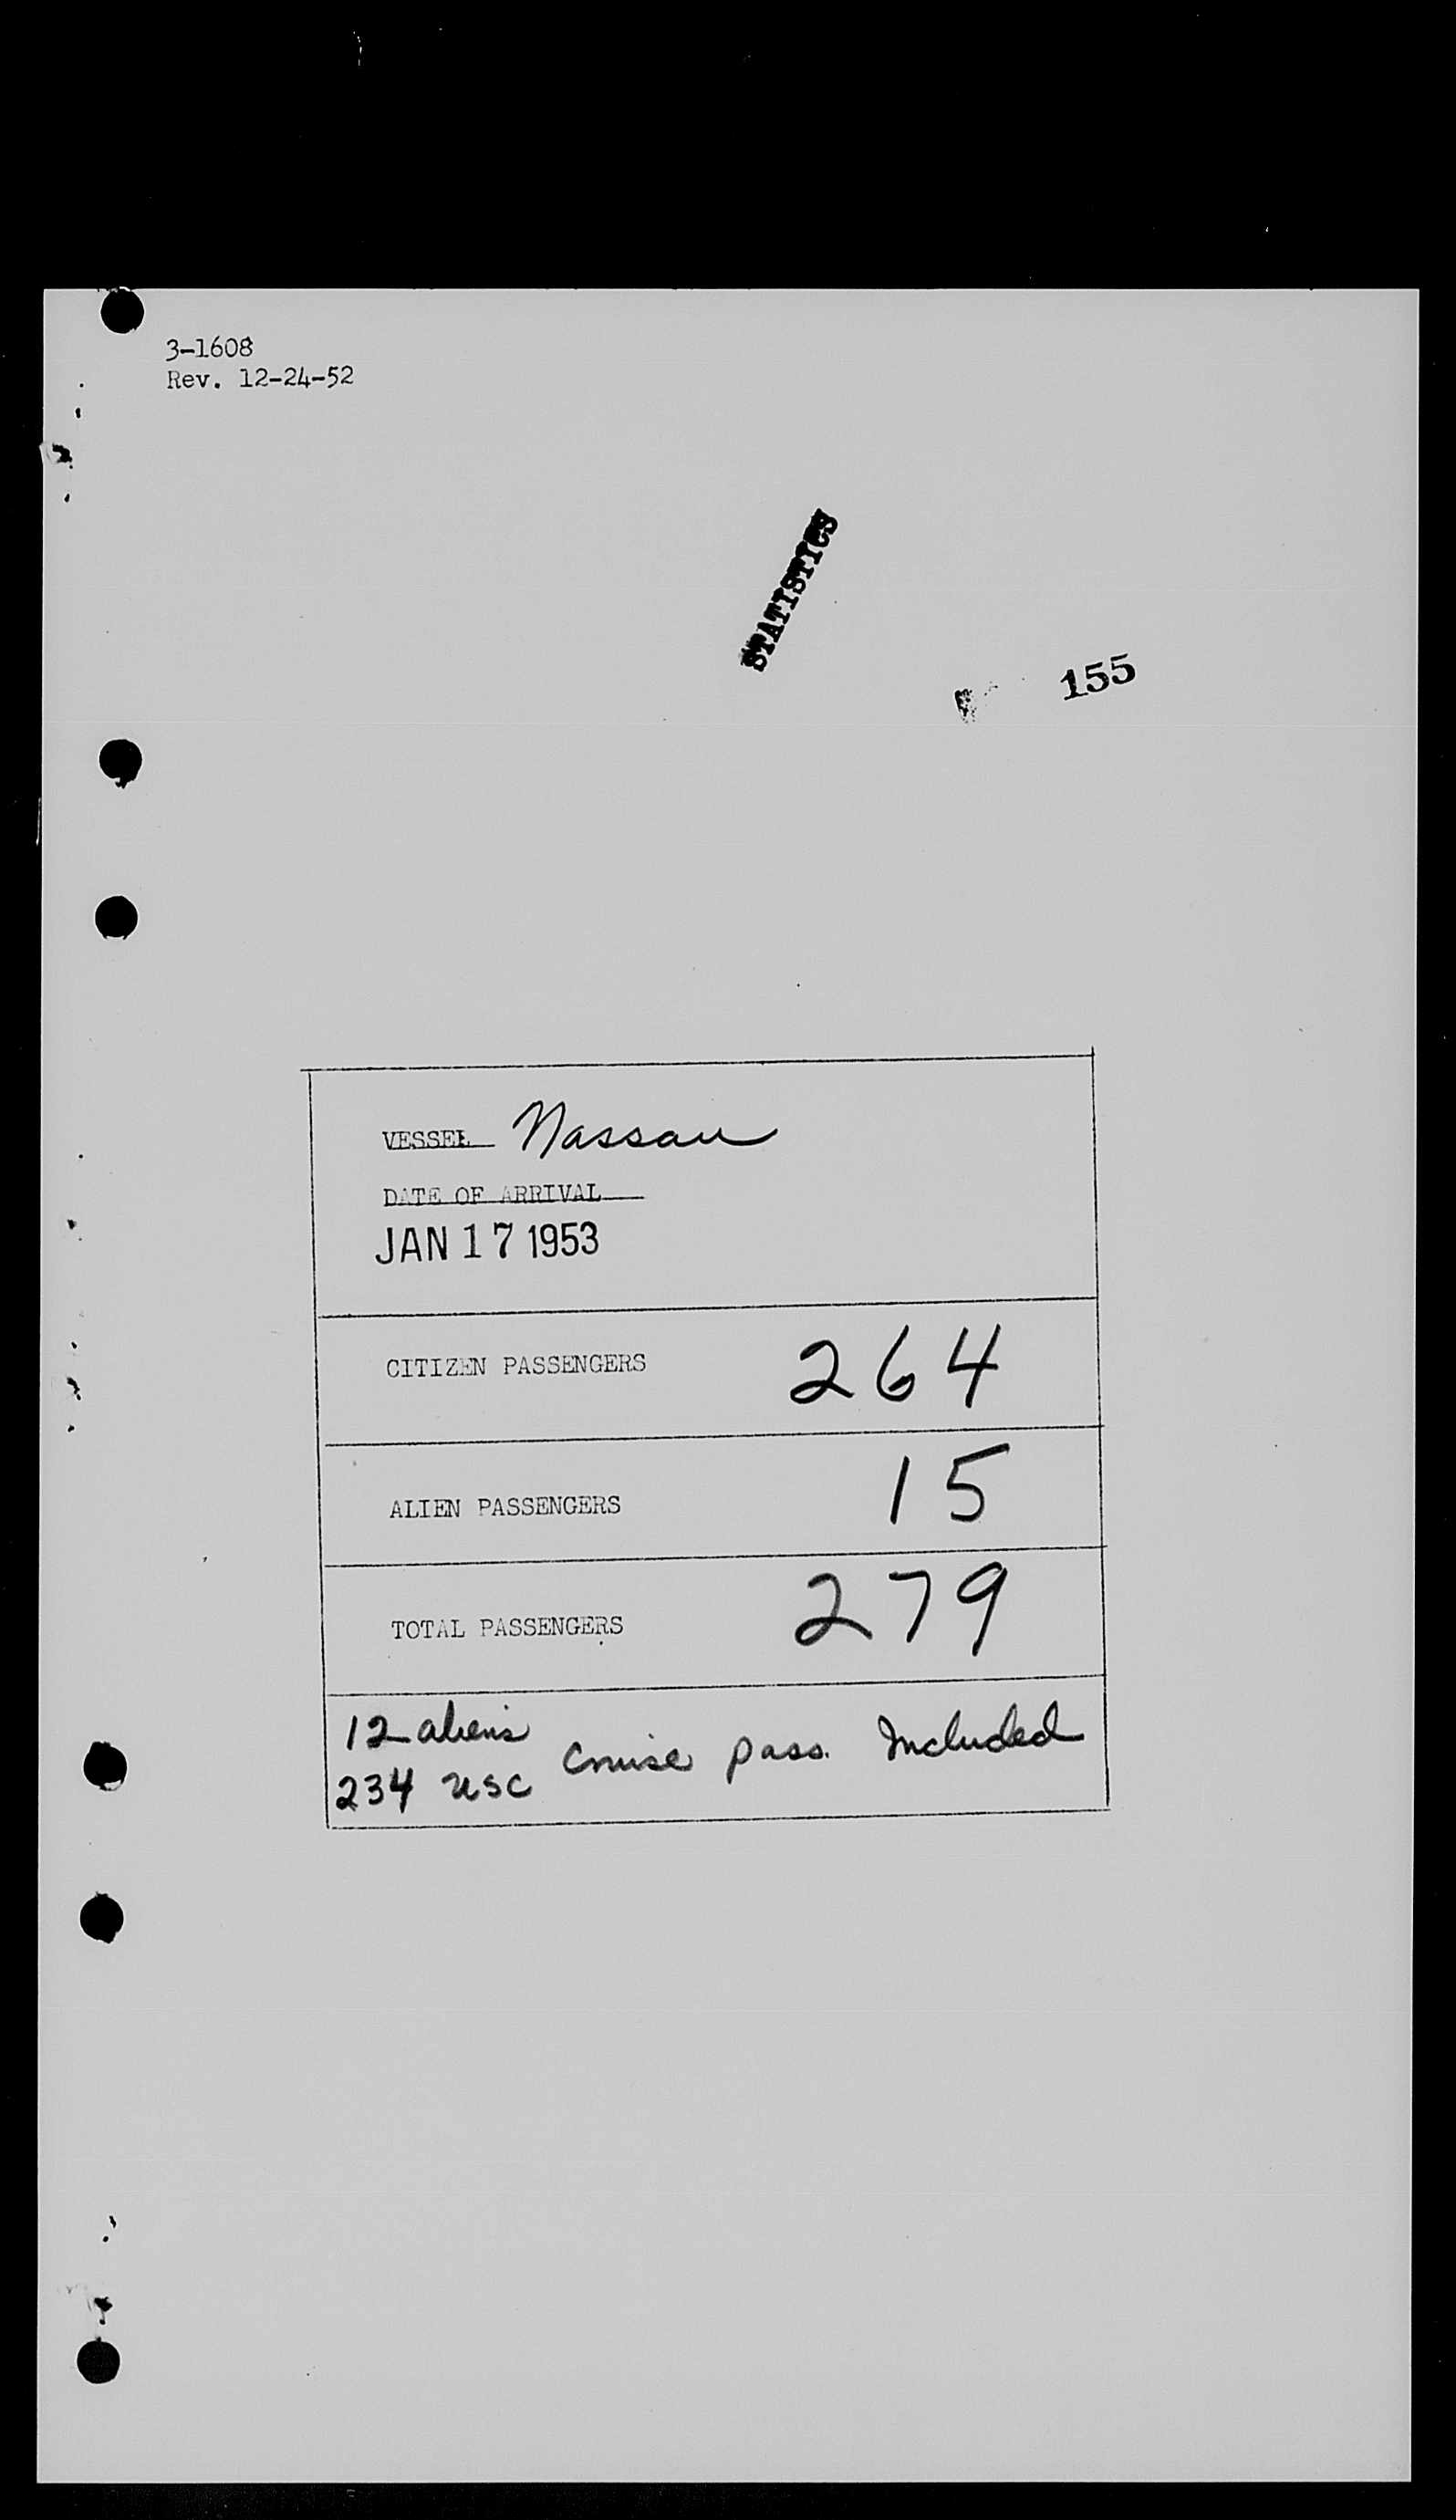 3-1608
Rev. 12-24-52
STATISTICS
155
VESSEL Nassau
DATE OF ARRIVAL
JAN 17 1953
CITIZEN PASSENGERS 264
ALIEN PASSENGERS 15
TOTAL PASSENGERS 279
12 aliens
234 USC Cruise pass. Included